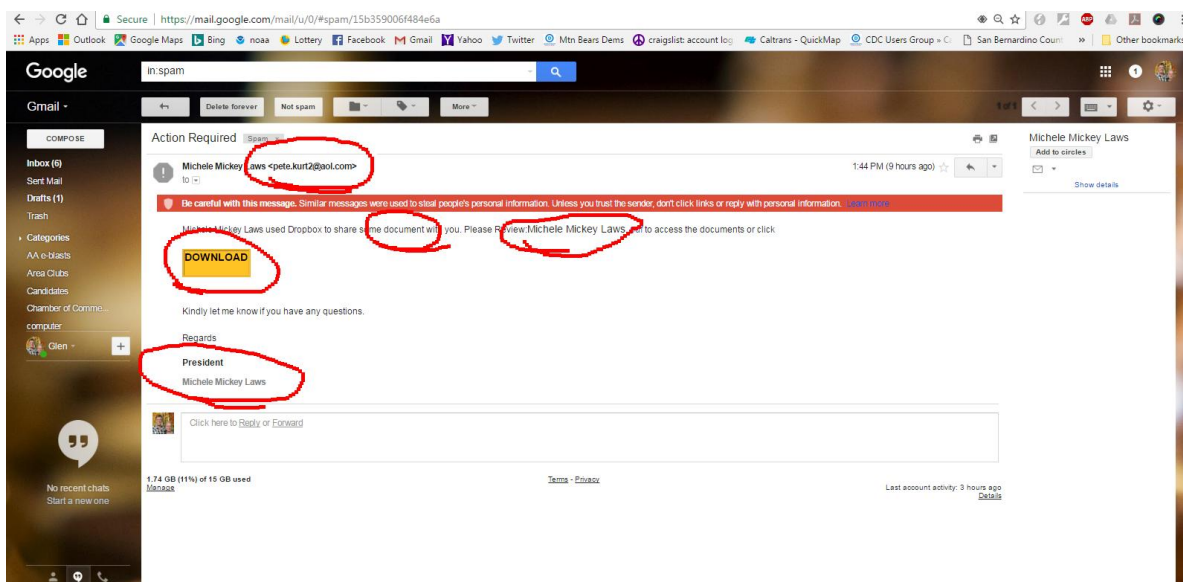 Secure | https://mail.google.com/mail/u/0/#spam/15b359006f484e6a
Apps Outlook Google Maps Bing noaa Lottery Facebook Gmail Yahoo Twitter Mtn Bears Dems craigslist: account log Caltrans - QuickMap CDC Users Group » San Bernardino Count » Other bookmarks
Google
in:spam
1
Gmail
Delete forever Not spam More
1 of 1
COMPOSE
Action Required Spam x
Michele Mickey Laws
Add to circles
Show details
Inbox (6)
Sent Mail
Drafts (1)
Trash
Categories
AA e-blasts
Area Clubs
Candidates
Chamber of Comme...
computer
Glen
No recent chats
Start a new one
Michele Mickey Laws <pete.kurt2@aol.com>
to
1:44 PM (9 hours ago)
Be careful with this message. Similar messages were used to steal people's personal information. Unless you trust the sender, don't click links or reply with personal information. Learn more
Michele Mickey Laws used Dropbox to share some document with you. Please Review:Michele Mickey Laws. to access the documents or click
DOWNLOAD
Kindly let me know if you have any questions.
Regards
President
Michele Mickey Laws
Click here to Reply or Forward
1.74 GB (11%) of 15 GB used
Manage
Terms - Privacy
Last account activity: 3 hours ago
Details